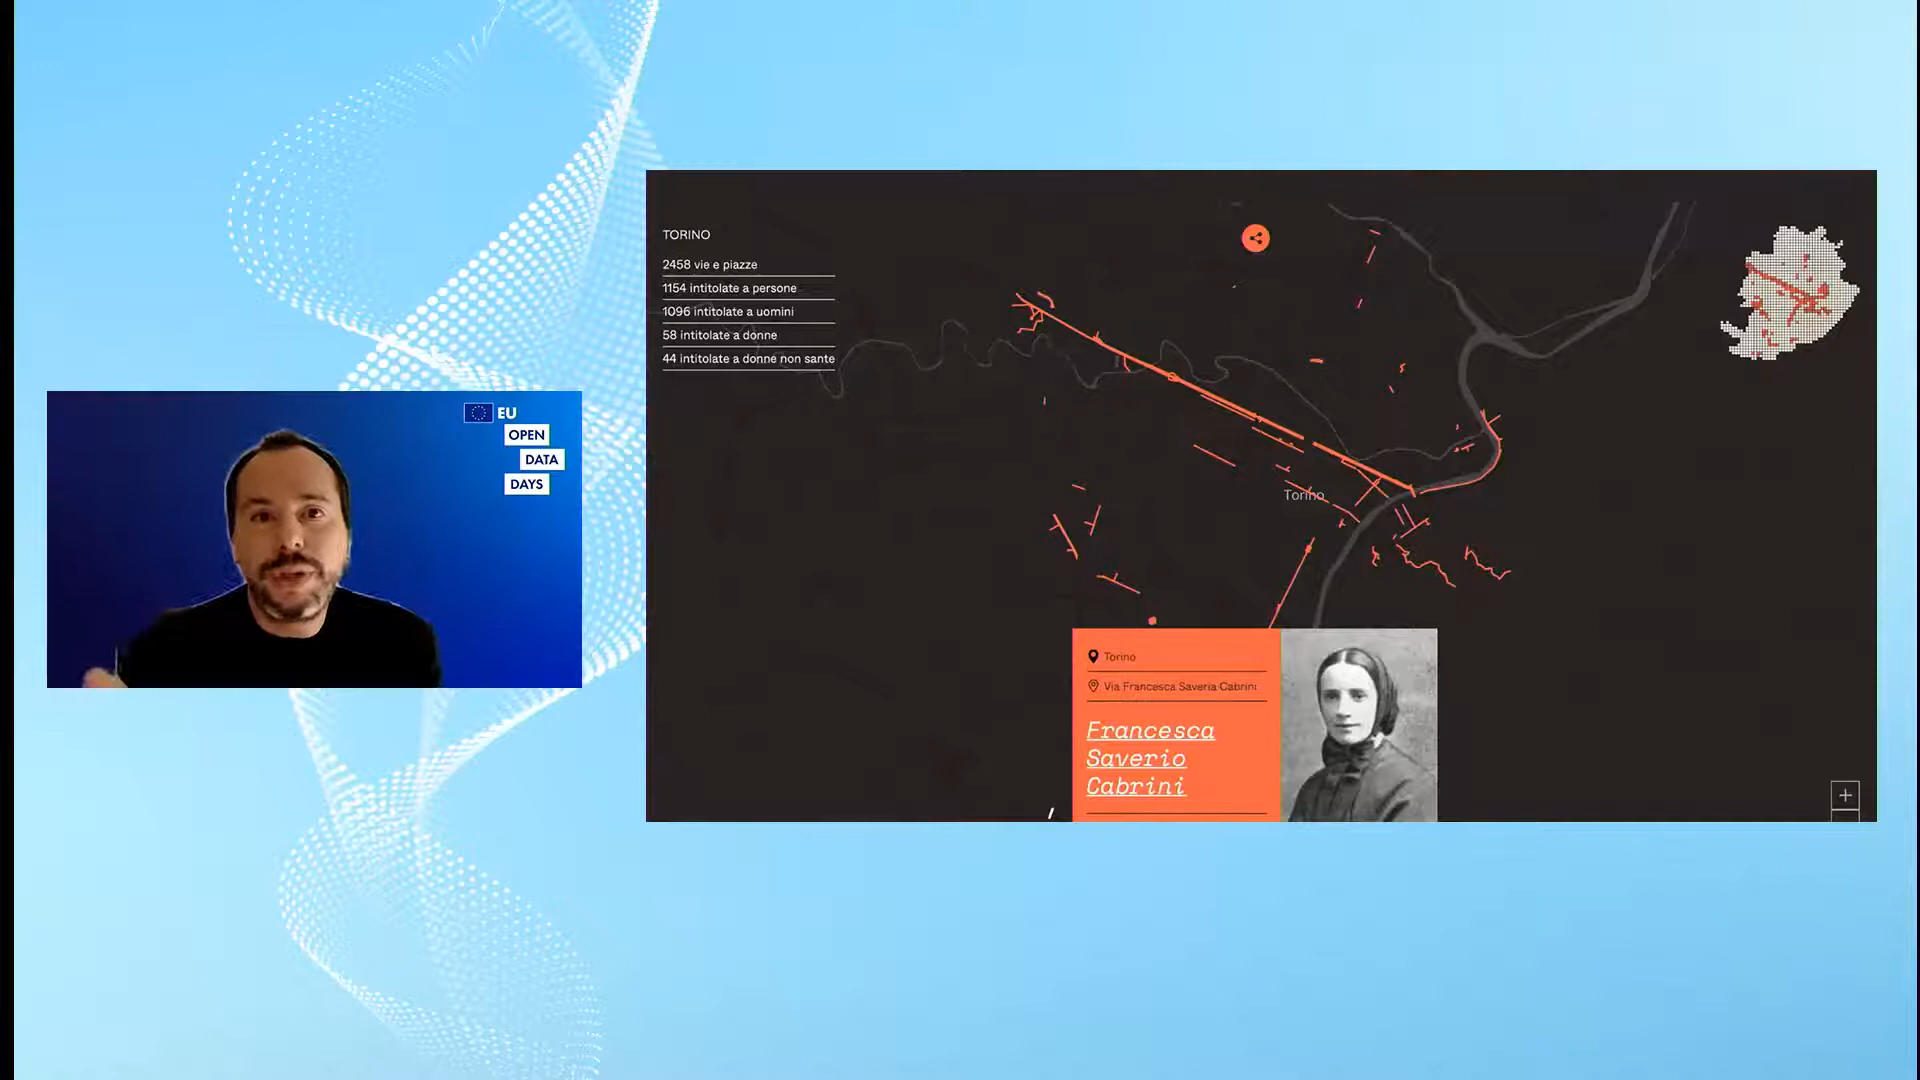 EU
OPEN
DATA
DAYS
TORINO
2458 vie e piazze
1154 intitolate a persone
1096 intitolate a uomini
58 intitolate a donne
44 intitolate a donne non sante
Torino
Torino
Via Francesca Saveria Cabrini
Francesca
Saverio
Cabrini